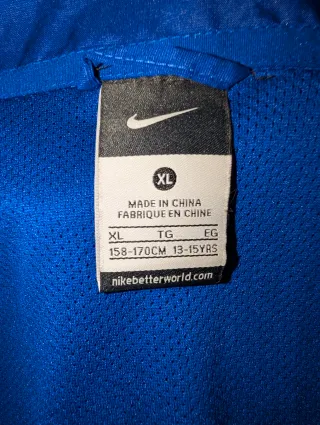 XL
MADE IN CHINA
FABRIQUE EN CHINE
XL TG EG
158-170CM 13-15YRS
nikebetterworld.com